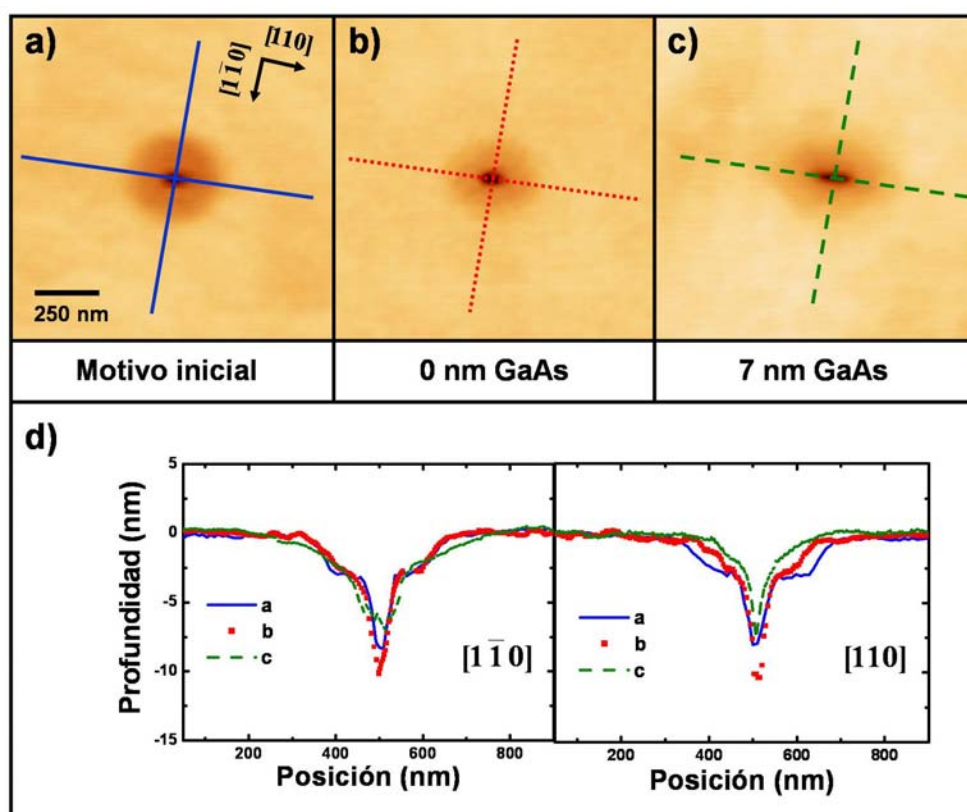 a)
[110]
[11̅0]
250 nm
b)
c)
Motivo inicial
0 nm GaAs
7 nm GaAs
d)
Profundidad (nm)
5
0
-5
-10
-15
a
b
c
[11̅0]
200
400
600
800
Posición (nm)
a
b
c
[110]
200
400
600
800
Posición (nm)